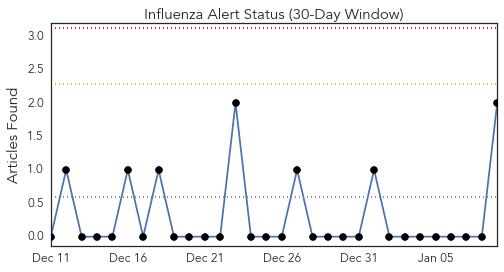 Influenza Alert Status (30-Day Window)
Articles Found
3.0
2.5
2.0
1.5
1.0
0.5
0.0
Dec 11 Dec 16 Dec 21 Dec 26 Dec 31 Jan 05